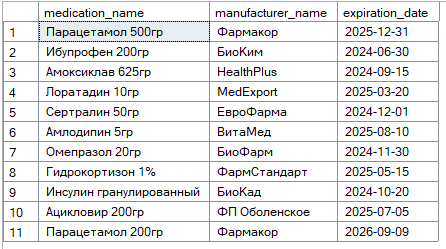 medication_name manufacturer_name expiration_date
1 Парацетамол 500гр Фармакор 2025-12-31
2 Ибупрофен 200гр БиоКим 2024-06-30
3 Амоксиклав 625гр HealthPlus 2024-09-15
4 Лоратадин 10гр MedExport 2025-03-20
5 Сертралин 50гр ЕвроФарма 2024-12-01
6 Амлодипин 5гр ВитаМед 2025-08-10
7 Омепразол 20гр БиоФарм 2024-11-30
8 Гидрокортизон 1% ФармСтандарт 2025-05-15
9 Инсулин гранулированный БиоКад 2024-10-20
10 Ацикловир 200гр ФП Оболенское 2025-07-05
11 Парацетамол 200гр Фармакор 2026-09-09